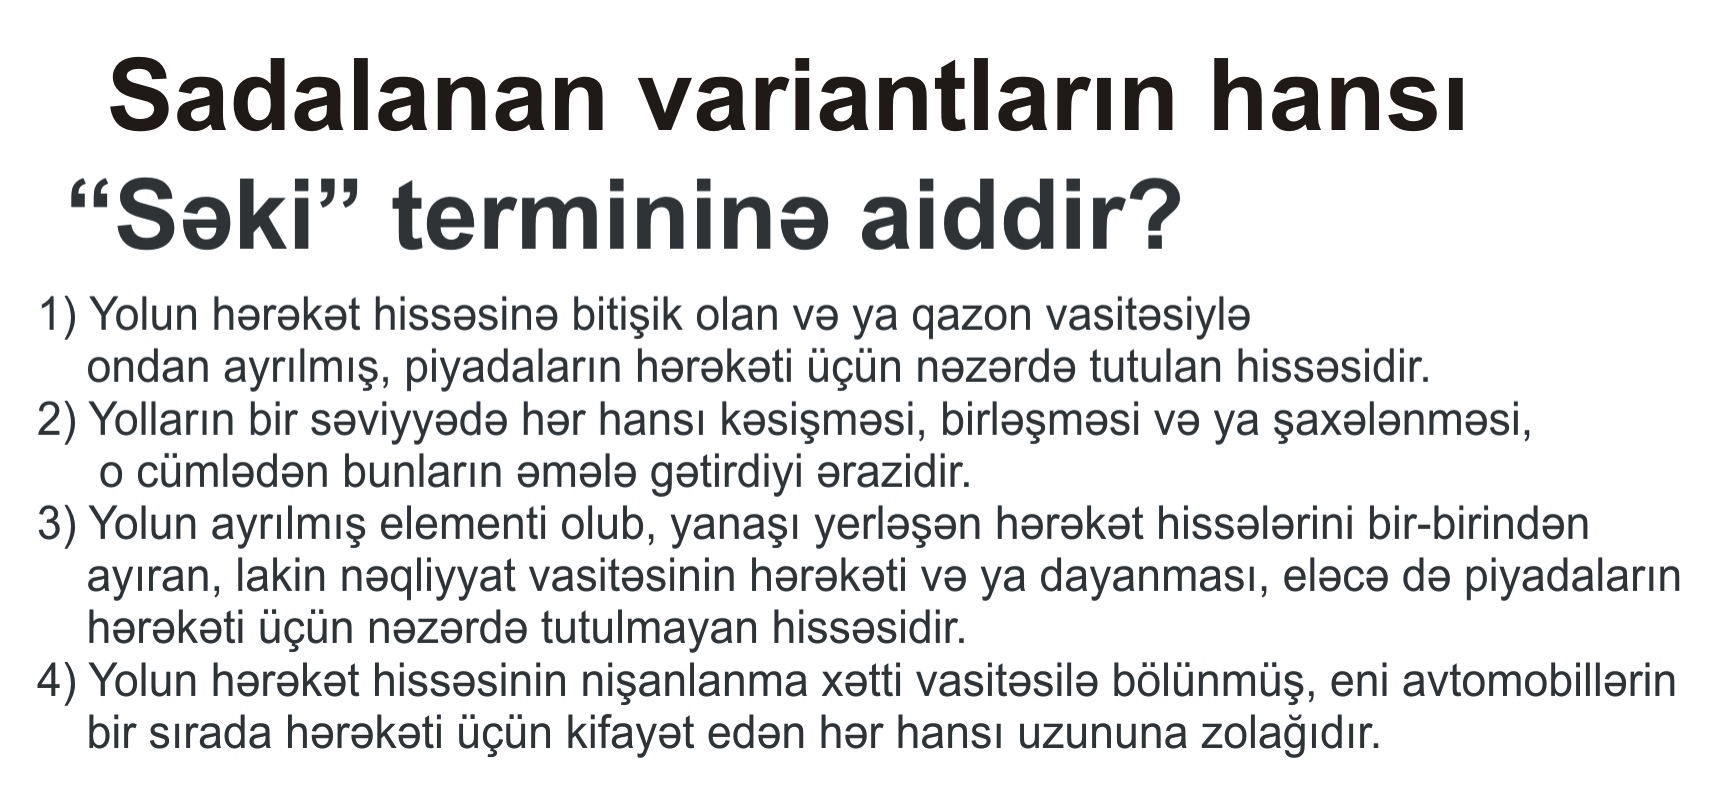 Sadalanan variantların hansı
“Səki” termininə aiddir?
1) Yolun hərəkət hissəsinə bitişik olan və ya qazon vasitəsiylə
ondan ayrılmış, piyadaların hərəkəti üçün nəzərdə tutulan hissəsidir.
2) Yolların bir səviyyədə hər hansı kəsişməsi, birləşməsi və ya şaxələnməsi,
o cümlədən bunların əmələ gətirdiyi ərazidir.
3) Yolun ayrılmış elementi olub, yanaşı yerləşən hərəkət hissələrini bir-birindən
ayıran, lakin nəqliyyat vasitəsinin hərəkəti və ya dayanması, eləcə də piyadaların
hərəkəti üçün nəzərdə tutulmayan hissəsidir.
4) Yolun hərəkət hissəsinin nişanlanma xətti vasitəsilə bölünmüş, eni avtomobillərin
bir sırada hərəkəti üçün kifayət edən hər hansı uzununa zolağıdır.